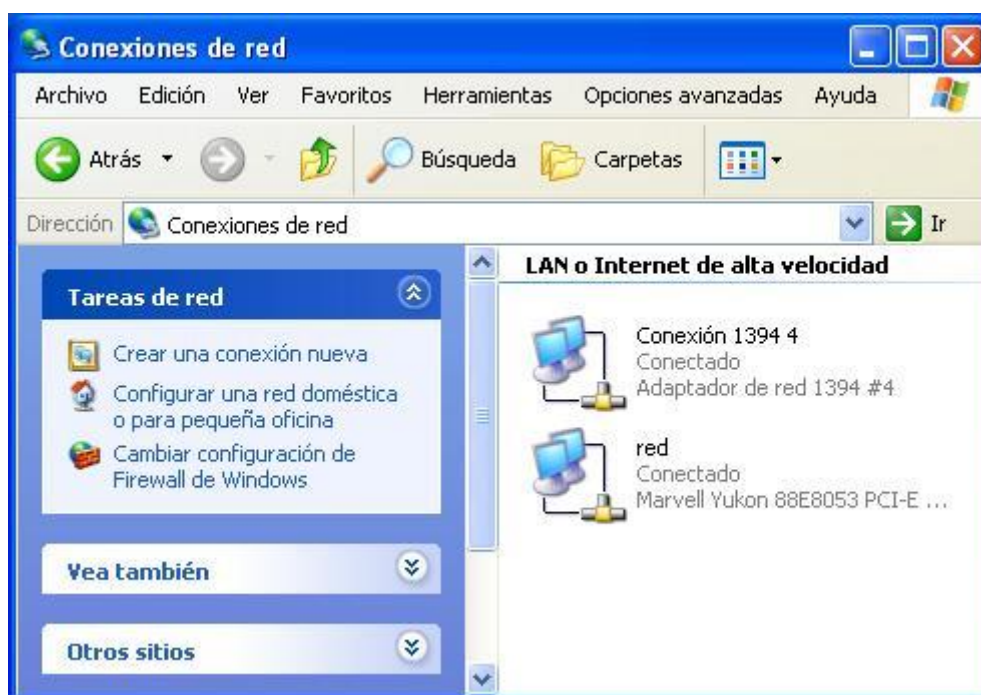 Conexiones de red
Archivo Edición Ver Favoritos Herramientas Opciones avanzadas Ayuda
Atrás Búsqueda Carpetas
Dirección Conexiones de red Ir
Tareas de red
Crear una conexión nueva
Configurar una red doméstica
o para pequeña oficina
Cambiar configuración de
Firewall de Windows
Vea también
Otros sitios
LAN o Internet de alta velocidad
Conexión 1394 4
Conectado
Adaptador de red 1394 #4
red
Conectado
Marvell Yukon 88E8053 PCI-E ...